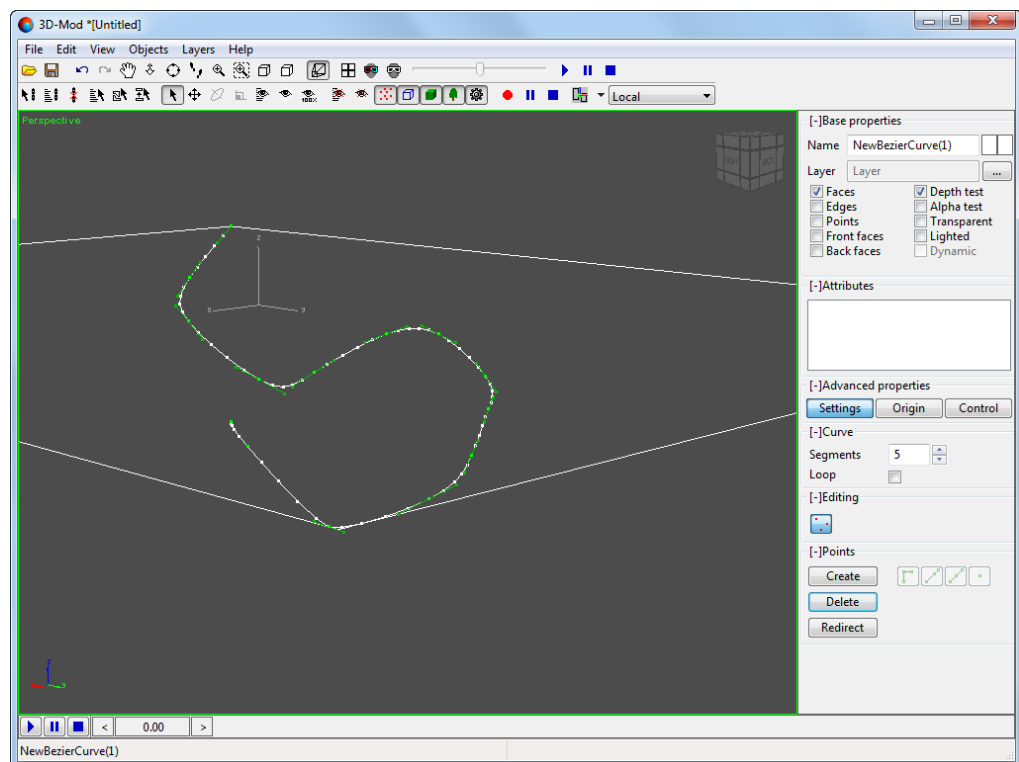 3D-Mod *[Untitled]
File Edit View Objects Layers Help
100%
Local
Perspective
z
x y
z
[-]Base properties
Name NewBezierCurve(1)
Layer Layer ...
Faces Depth test
Edges Alpha test
Points Transparent
Front faces Lighted
Back faces Dynamic
[-]Attributes
[-]Advanced properties
Settings Origin Control
[-]Curve
Segments 5
Loop
[-]Editing
[-]Points
Create
Delete
Redirect
< 0.00 >
NewBezierCurve(1)